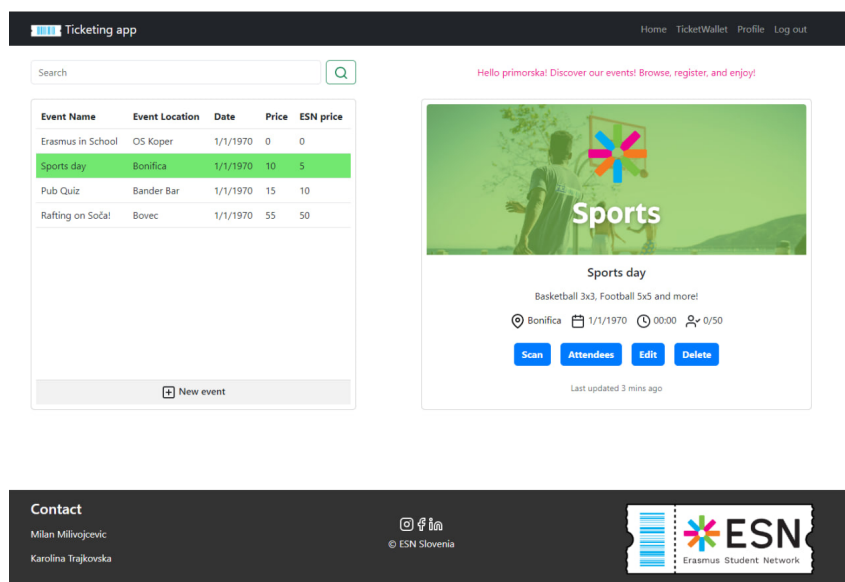 Ticketing app
Home TicketWallet Profile Log out
Search
Hello primorska! Discover our events! Browse, register, and enjoy!
Event Name Event Location Date Price ESN price
Erasmus in School OS Koper 1/1/1970 0 0
Sports day Bonifica 1/1/1970 10 5
Pub Quiz Bander Bar 1/1/1970 15 10
Rafting on Soča! Bovec 1/1/1970 55 50
New event
Sports
Sports day
Basketball 3x3, Football 5x5 and more!
Bonifica 1/1/1970 00:00 0/50
Scan Attendees Edit Delete
Last updated 3 mins ago
Contact
Milan Milivojcevic
Karolina Trajkovska
© ESN Slovenia
ESN
Erasmus Student Network